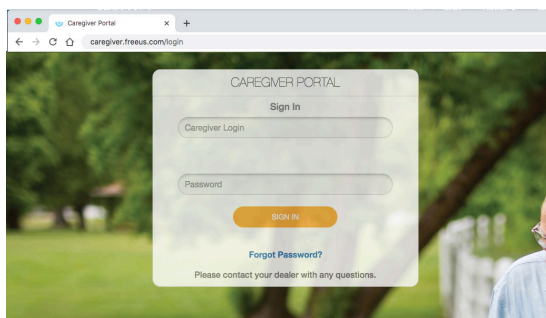 Caregiver Portal
caregiver.freeus.com/login
CAREGIVER PORTAL
Sign In
Caregiver Login
Password
SIGN IN
Forgot Password?
Please contact your dealer with any questions.